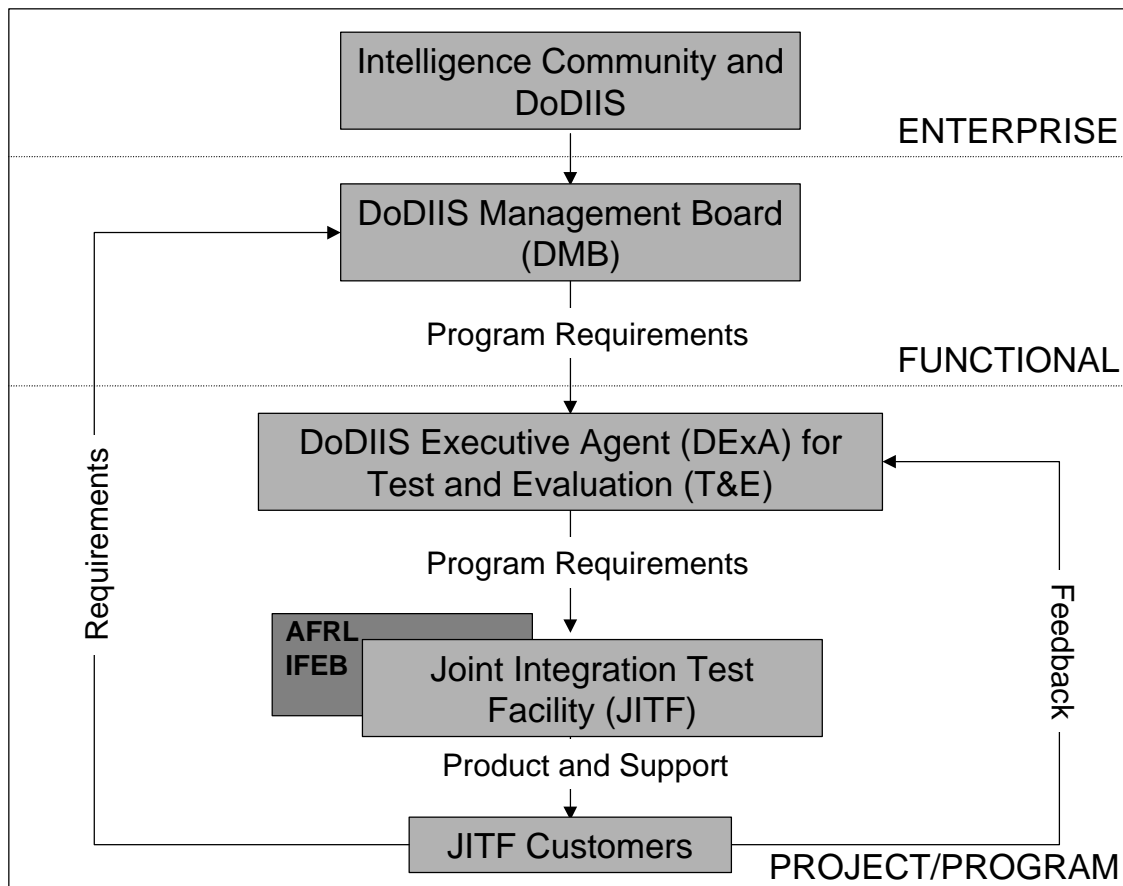 Intelligence Community and
DoDIIS
ENTERPRISE
DoDIIS Management Board
(DMB)
Program Requirements
FUNCTIONAL
DoDIIS Executive Agent (DExA) for
Test and Evaluation (T&E)
Requirements
Program Requirements
Feedback
AFRL
IFEB
Joint Integration Test
Facility (JITF)
Product and Support
JITF Customers
PROJECT/PROGRAM